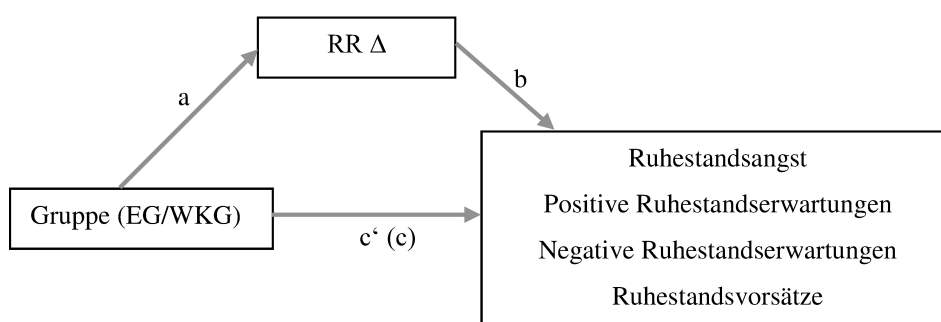 RR Δ
a
b
Gruppe (EG/WKG)
c‘ (c)
Ruhestandsangst
Positive Ruhestandserwartungen
Negative Ruhestandserwartungen
Ruhestandsvorsätze